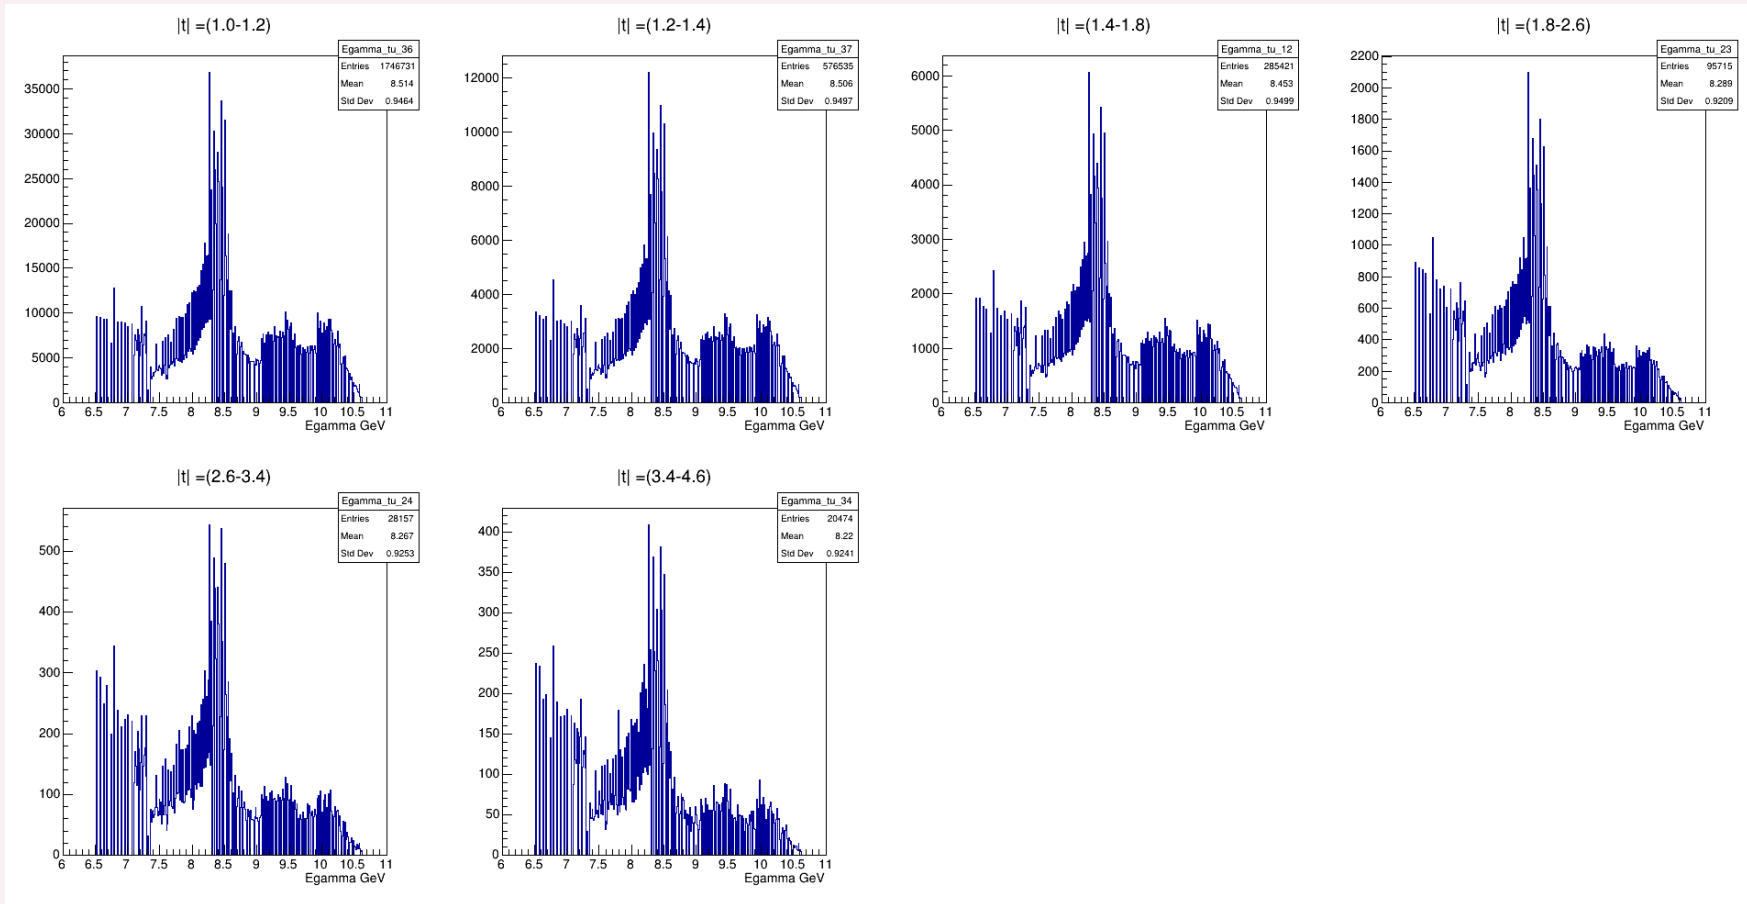 |t| =(1.0-1.2)
Egamma_tu_36
Entries 1746731
Mean 8.514
Std Dev 0.9464
35000
30000
25000
20000
15000
10000
5000
0
6 6.5 7 7.5 8 8.5 9 9.5 10 10.5 11
Egamma GeV
|t| =(1.2-1.4)
Egamma_tu_37
Entries 576535
Mean 8.506
Std Dev 0.9497
12000
10000
8000
6000
4000
2000
0
6 6.5 7 7.5 8 8.5 9 9.5 10 10.5 11
Egamma GeV
|t| =(1.4-1.8)
Egamma_tu_12
Entries 285421
Mean 8.453
Std Dev 0.9499
6000
5000
4000
3000
2000
1000
0
6 6.5 7 7.5 8 8.5 9 9.5 10 10.5 11
Egamma GeV
|t| =(1.8-2.6)
Egamma_tu_23
Entries 95715
Mean 8.289
Std Dev 0.9209
2200
2000
1800
1600
1400
1200
1000
800
600
400
200
0
6 6.5 7 7.5 8 8.5 9 9.5 10 10.5 11
Egamma GeV
|t| =(2.6-3.4)
Egamma_tu_24
Entries 28157
Mean 8.267
Std Dev 0.9253
500
400
300
200
100
0
6 6.5 7 7.5 8 8.5 9 9.5 10 10.5 11
Egamma GeV
|t| =(3.4-4.6)
Egamma_tu_34
Entries 20474
Mean 8.22
Std Dev 0.9241
400
350
300
250
200
150
100
50
0
6 6.5 7 7.5 8 8.5 9 9.5 10 10.5 11
Egamma GeV